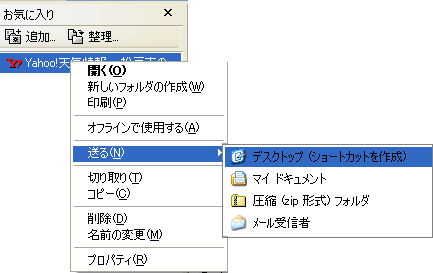 お気に入り
追加... 整理...
Yahoo!天気情報 - 松戸市の
開く(O)
新しいフォルダの作成(W)
印刷(P)
オフラインで使用する(A)
送る(N)
デスクトップ (ショートカットを作成)
マイ ドキュメント
圧縮 (zip 形式) フォルダ
メール受信者
切り取り(T)
コピー(C)
削除(D)
名前の変更(M)
プロパティ(R)